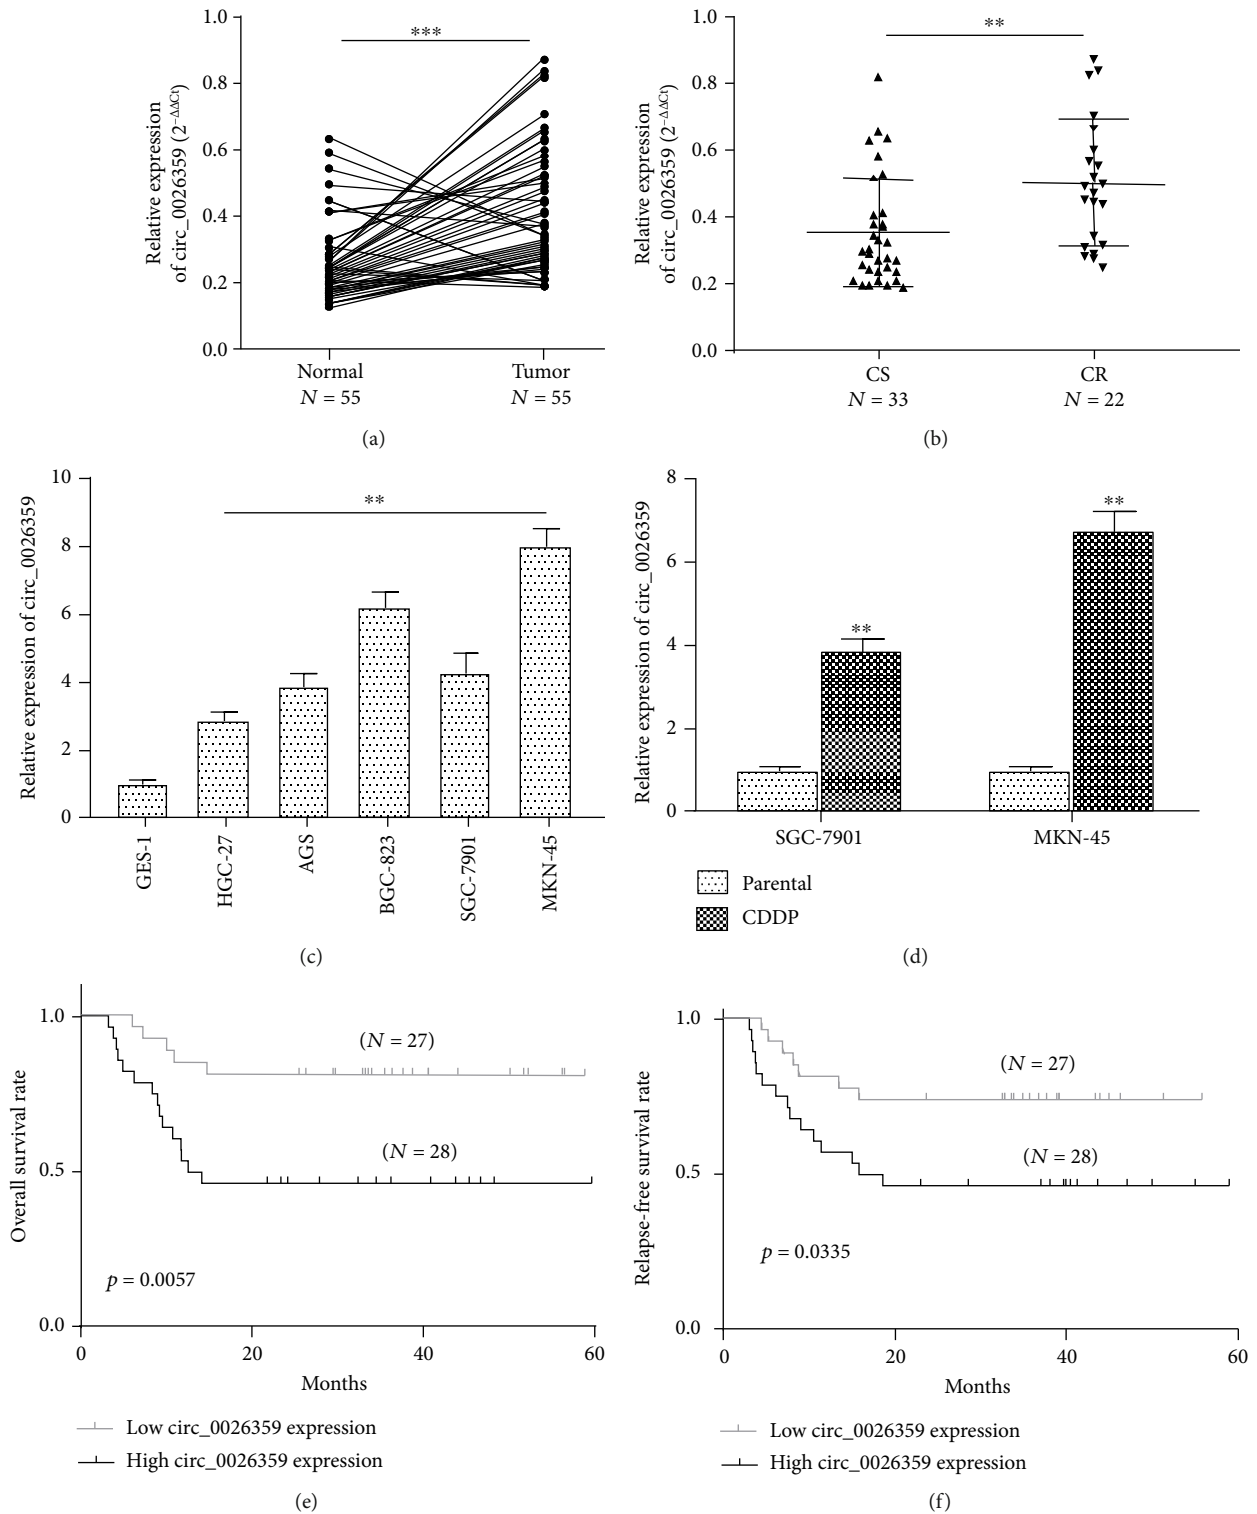 Relative expression
of circ_0026359 (2⁻ΔΔCt)
1.0
0.8
0.6
0.4
0.2
0.0
***
Normal
N = 55
Tumor
N = 55
(a)
Relative expression
of circ_0026359 (2⁻ΔΔCt)
1.0
0.8
0.6
0.4
0.2
0.0
**
CS
N = 33
CR
N = 22
(b)
Relative expression of circ_0026359
10
8
6
4
2
0
**
GES-1
HGC-27
AGS
BGC-823
SGC-7901
MKN-45
(c)
Relative expression of circ_0026359
8
6
4
2
0
**
**
SGC-7901
MKN-45
Parental
CDDP
(d)
Overall survival rate
1.0
0.5
0.0
(N = 27)
(N = 28)
p = 0.0057
0
20
40
60
Months
Low circ_0026359 expression
High circ_0026359 expression
(e)
Relapse-free survival rate
1.0
0.5
0.0
(N = 27)
(N = 28)
p = 0.0335
0
20
40
60
Months
Low circ_0026359 expression
High circ_0026359 expression
(f)